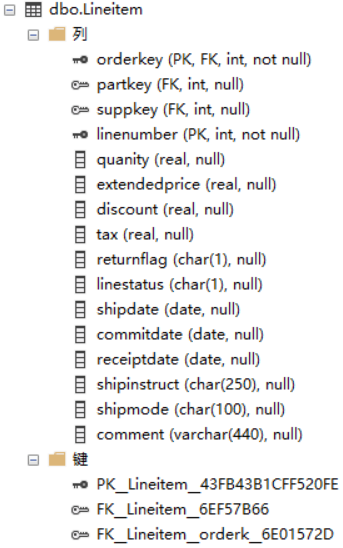 dbo.Lineitem
列
orderkey (PK, FK, int, not null)
partkey (FK, int, null)
suppkey (FK, int, null)
linenumber (PK, int, not null)
quanity (real, null)
extendedprice (real, null)
discount (real, null)
tax (real, null)
returnflag (char(1), null)
linestatus (char(1), null)
shipdate (date, null)
commitdate (date, null)
receiptdate (date, null)
shipinstruct (char(250), null)
shipmode (char(100), null)
comment (varchar(440), null)
键
PK__Lineitem__43FB43B1CFF520FE
FK__Lineitem__6EF57B66
FK__Lineitem__orderk__6E01572D